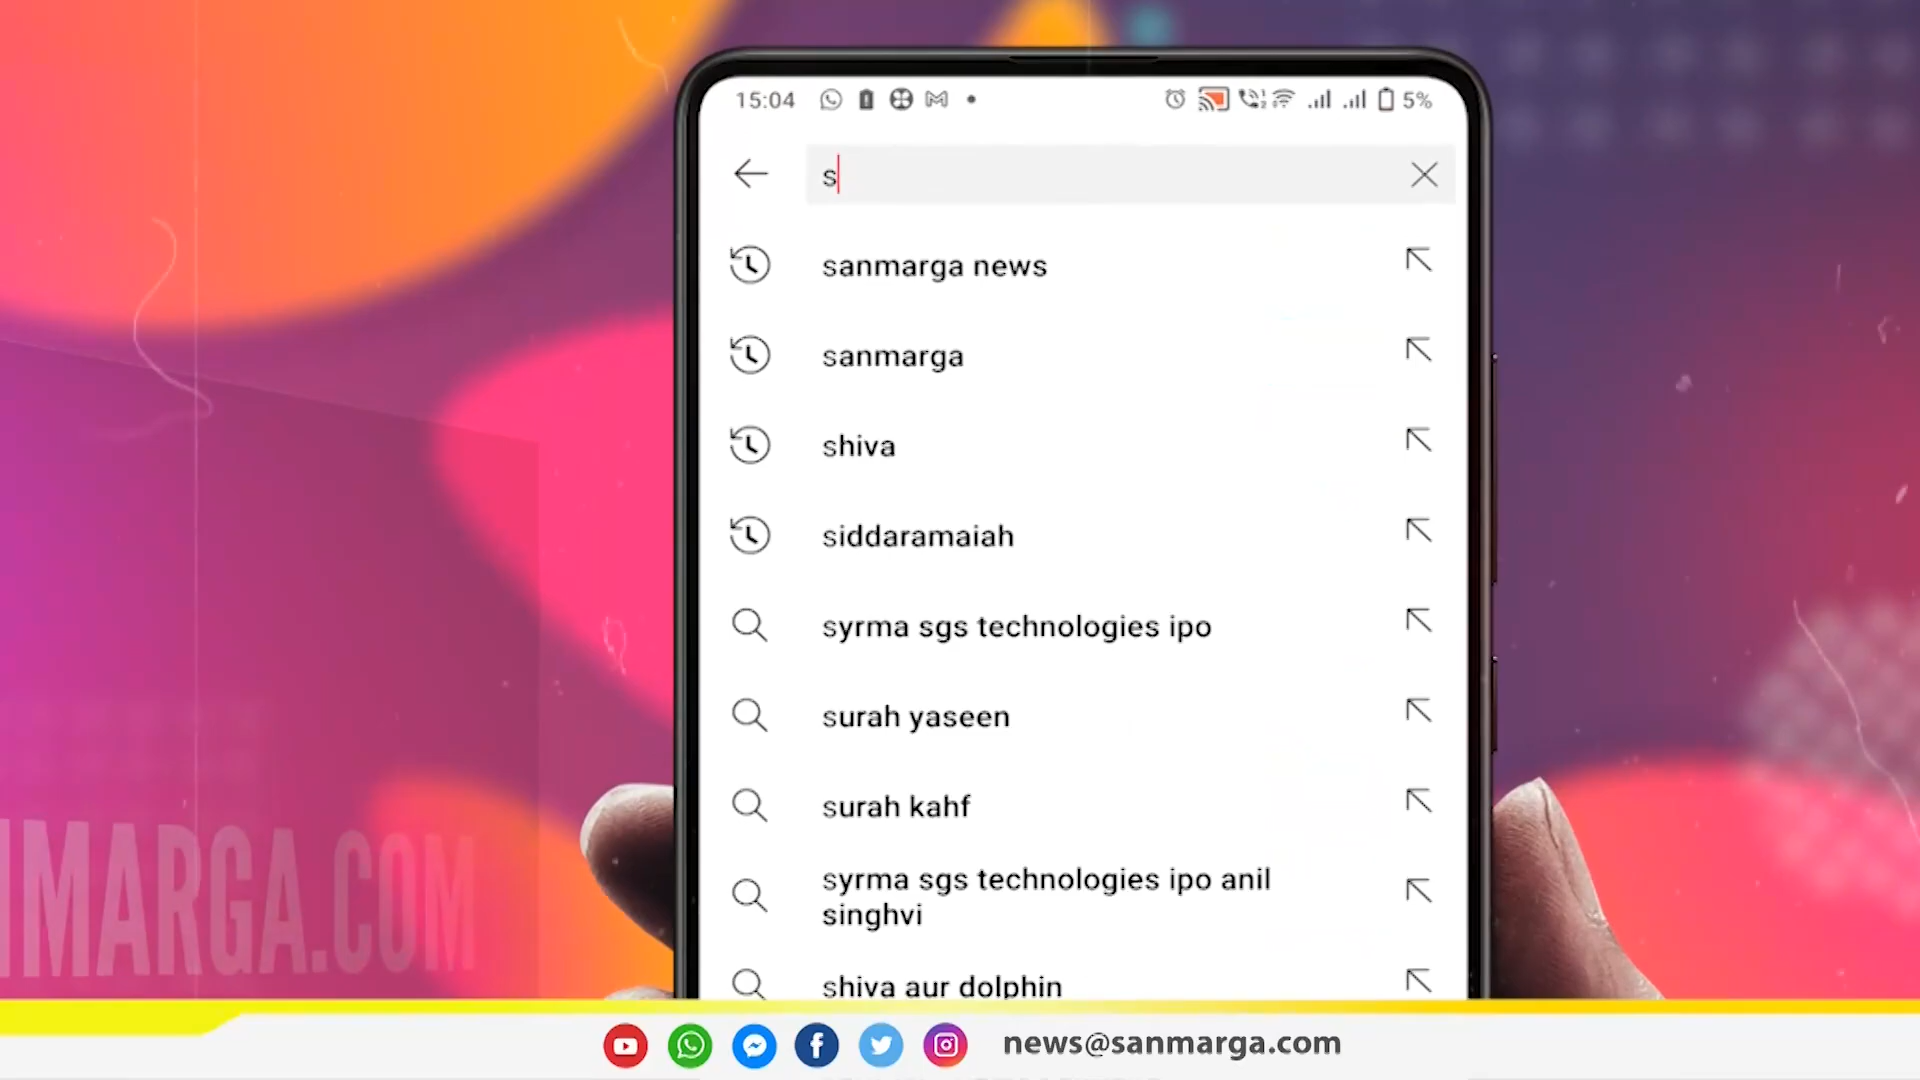 15:04
5%
s
sanmarga news
sanmarga
shiva
siddaramaiah
syrma sgs technologies ipo
surah yaseen
surah kahf
syrma sgs technologies ipo anil
singhvi
shiva aur dolphin
MARGA.COM
news@sanmarga.com